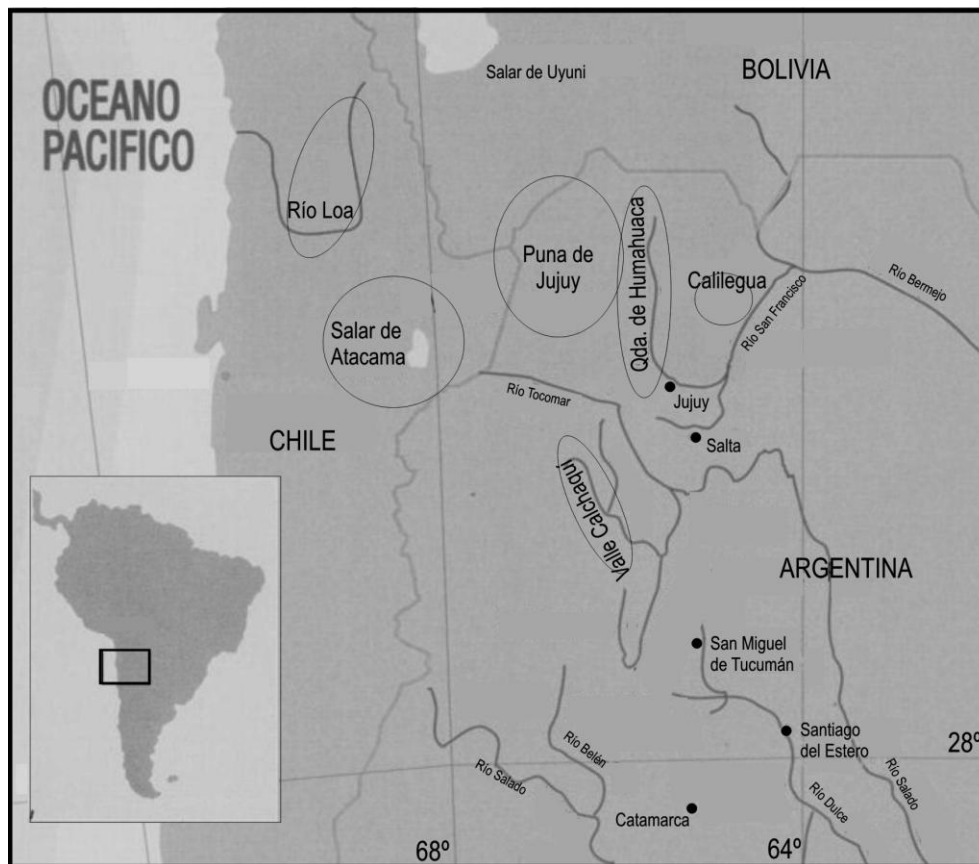 Salar de Uyuni
BOLIVIA
OCEANO
PACIFICO
Río Loa
Puna de
Jujuy
Qda. de Humahuaca
Calilegua
Río Bermejo
Río San Francisco
Salar de
Atacama
Río Tocomar
Jujuy
CHILE
Salta
Valle Calchaquí
ARGENTINA
San Miguel
de Tucumán
Santiago
del Estero
28º
Río Belén
Río Salado
Río Salado
Río Dulce
Catamarca
68º
64º